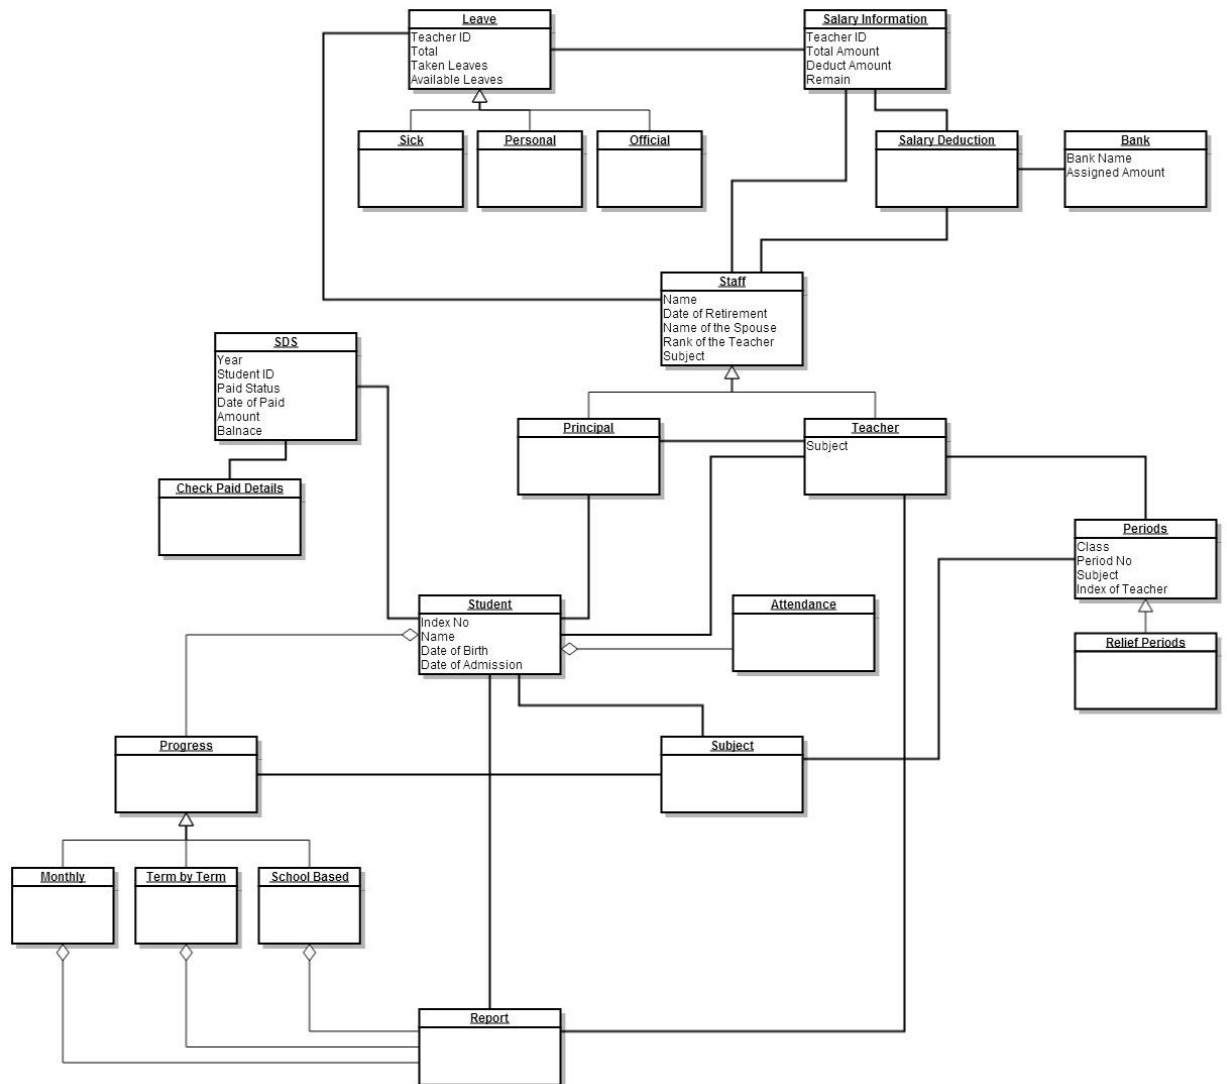 Leave
Teacher ID
Total
Taken Leaves
Available Leaves
Salary Information
Teacher ID
Total Amount
Deduct Amount
Remain
Sick
Personal
Official
Salary Deduction
Bank
Bank Name
Assigned Amount
Staff
Name
Date of Retirement
Name of the Spouse
Rank of the Teacher
Subject
SDS
Year
Student ID
Paid Status
Date of Paid
Amount
Balnace
Principal
Teacher
Subject
Check Paid Details
Periods
Class
Period No
Subject
Index of Teacher
Student
Index No
Name
Date of Birth
Date of Admission
Attendance
Relief Periods
Progress
Subject
Monthly
Term by Term
School Based
Report